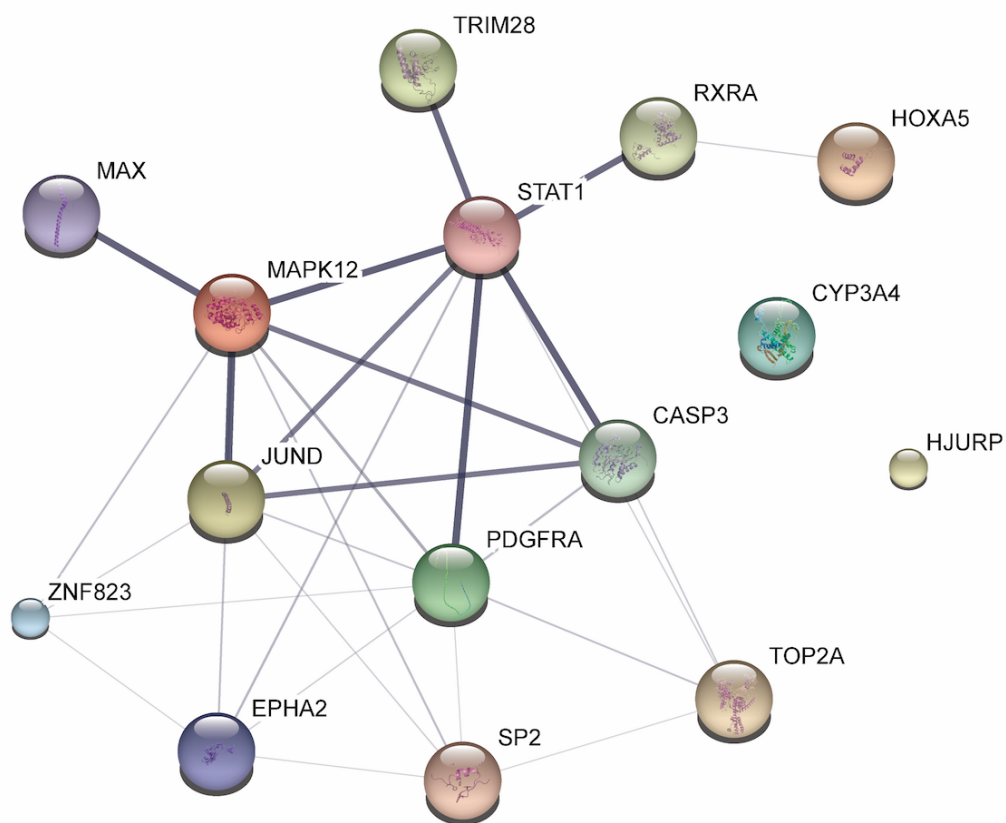 TRIM28
RXRA
HOXA5
MAX
STAT1
MAPK12
CYP3A4
CASP3
HJURP
JUND
PDGFRA
ZNF823
TOP2A
EPHA2
SP2